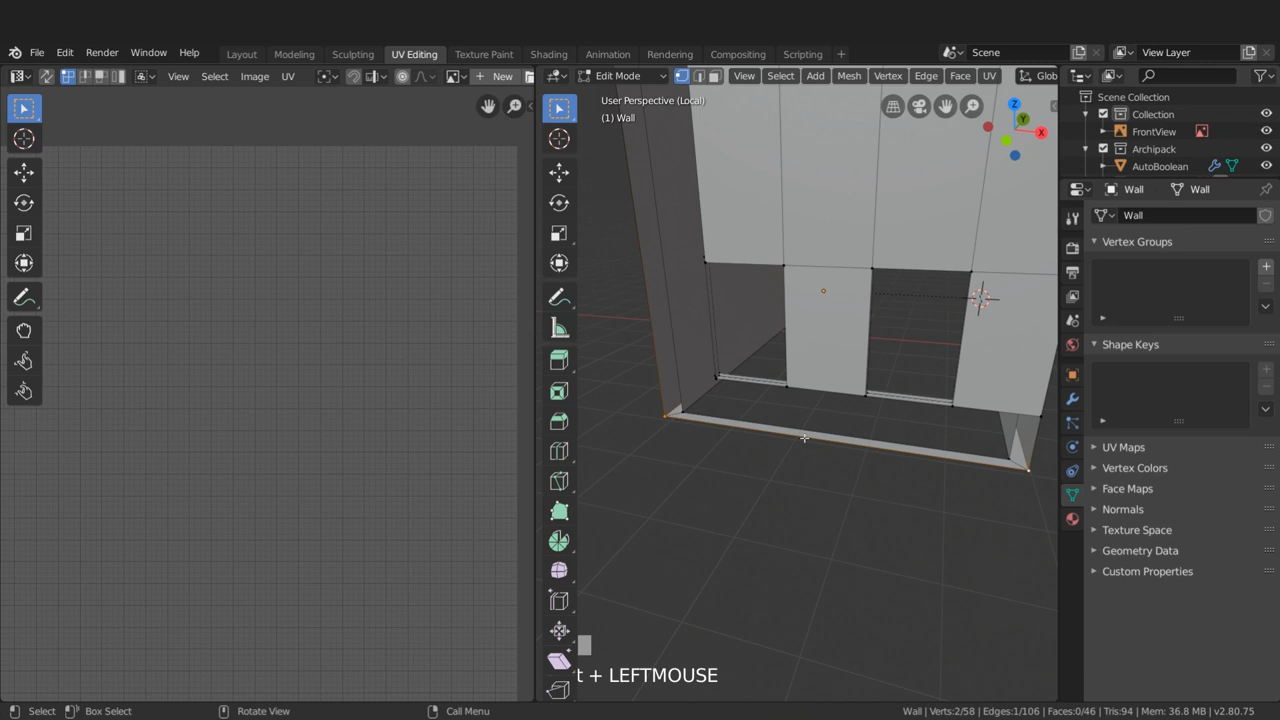 File Edit Render Window Help
Layout Modeling Sculpting UV Editing Texture Paint Shading Animation Rendering Compositing Scripting +
Scene
View Layer
View Select Image UV
New
Edit Mode
View Select Add Mesh Vertex Edge Face UV
Glob
User Perspective (Local)
(1) Wall
Z
Y
X
Scene Collection
Collection
FrontView
Archipack
AutoBoolean
Wall
Wall
Wall
Vertex Groups
Shape Keys
UV Maps
Vertex Colors
Face Maps
Normals
Texture Space
Geometry Data
Custom Properties
t + LEFTMOUSE
Select
Box Select
Rotate View
Call Menu
Wall | Verts:2/58 | Edges:1/106 | Faces:0/46 | Tris:94 | Mem: 36.8 MB | v2.80.75